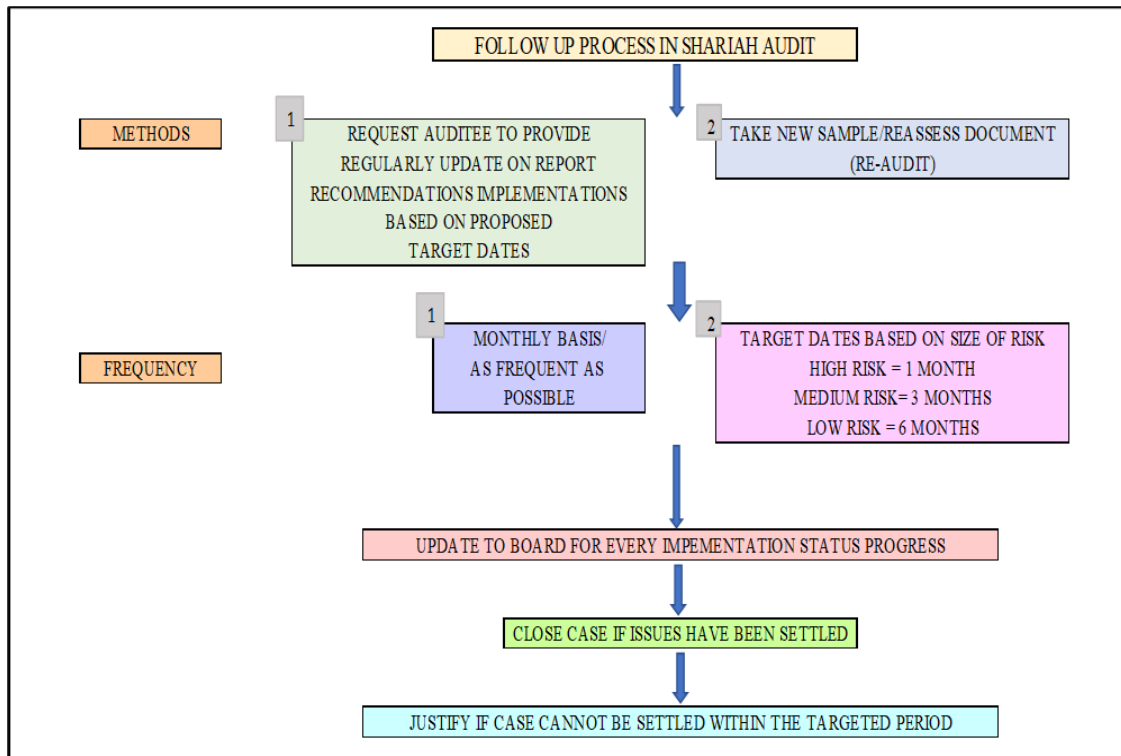 FOLLOW UP PROCESS IN SHARIAH AUDIT
METHODS
1
REQUEST AUDITEE TO PROVIDE
REGULARLY UPDATE ON REPORT
RECOMMENDATIONS IMPLEMENTATIONS
BASED ON PROPOSED
TARGET DATES
2
TAKE NEW SAMPLE/REASSESS DOCUMENT
(RE-AUDIT)
FREQUENCY
1
MONTHLY BASIS/
AS FREQUENT AS
POSSIBLE
2
TARGET DATES BASED ON SIZE OF RISK
HIGH RISK = 1 MONTH
MEDIUM RISK= 3 MONTHS
LOW RISK = 6 MONTHS
UPDATE TO BOARD FOR EVERY IMPEMENTATION STATUS PROGRESS
CLOSE CASE IF ISSUES HAVE BEEN SETTLED
JUSTIFY IF CASE CANNOT BE SETTLED WITHIN THE TARGETED PERIOD